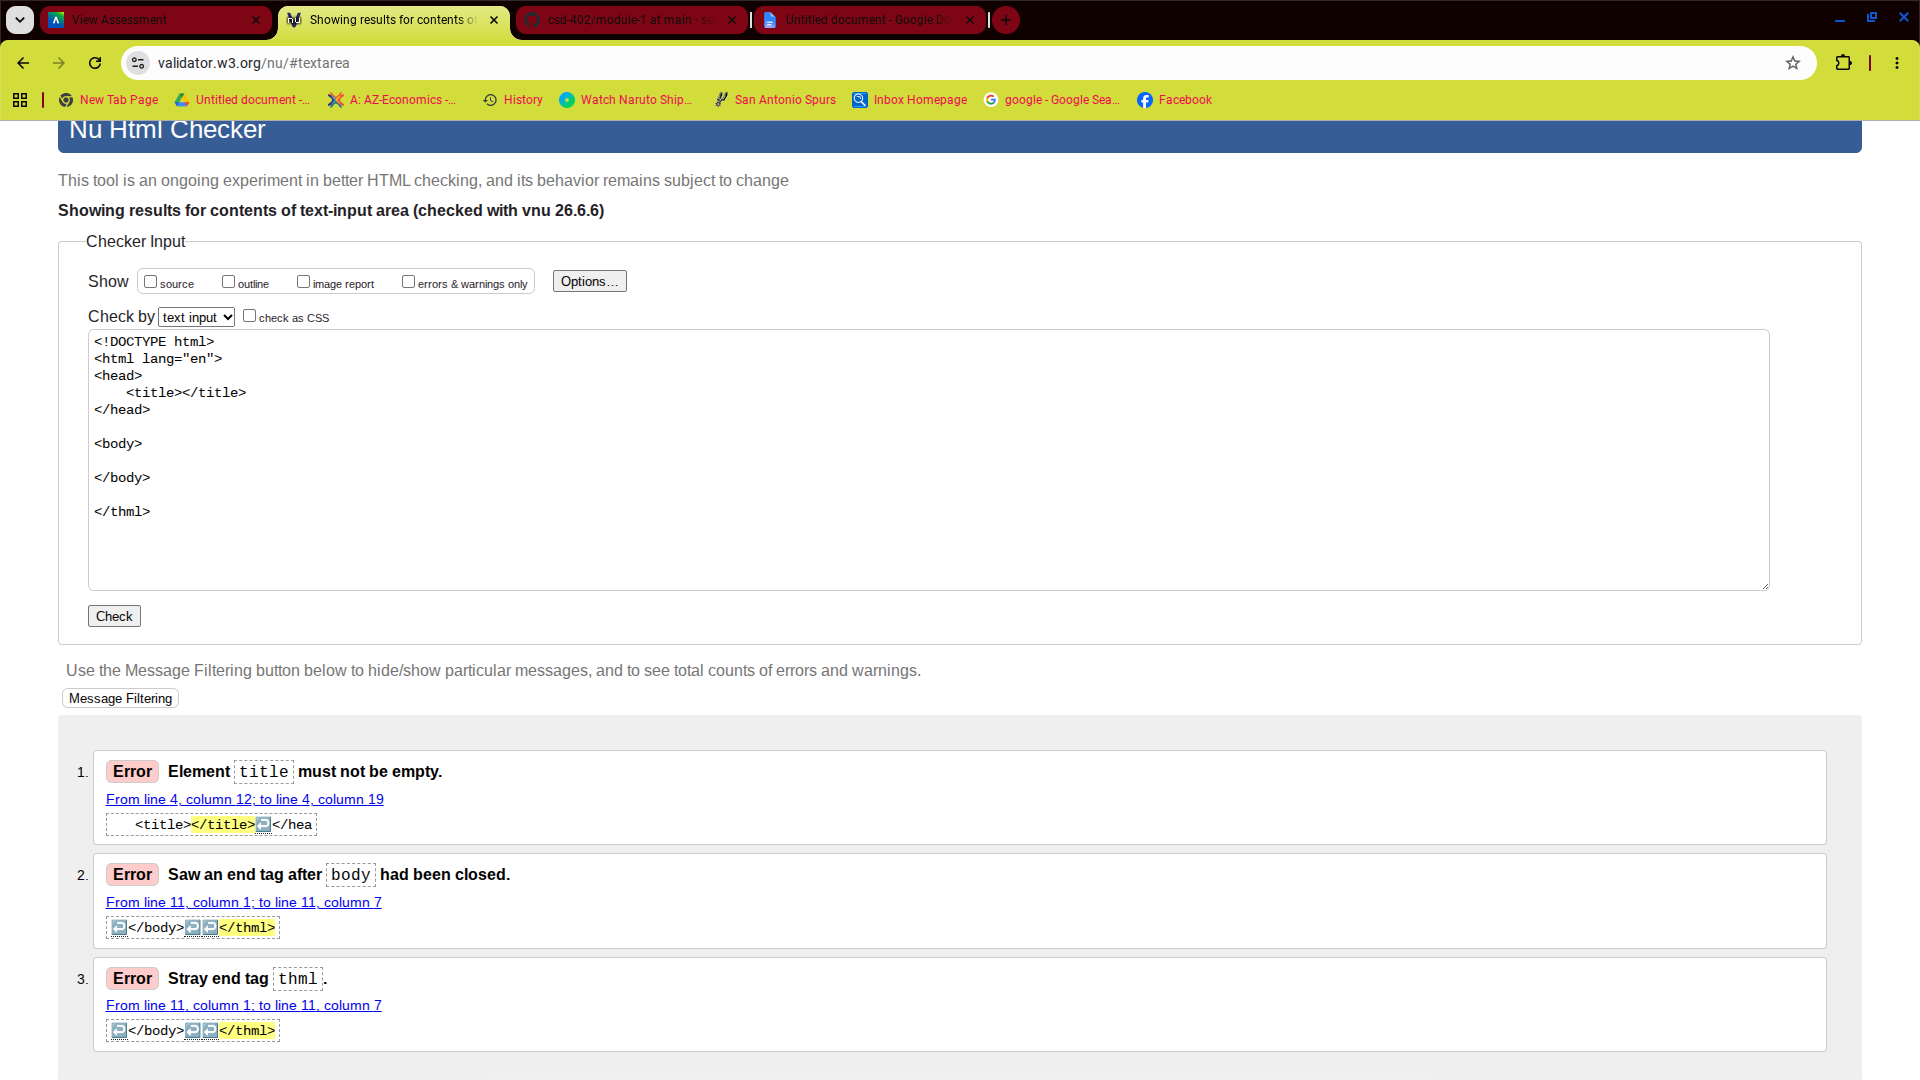 View Assessment
Showing results for contents of
csd-402/module-1 at main · se
Untitled document - Google Do
validator.w3.org/nu/#textarea
New Tab Page
Untitled document -...
A: AZ-Economics -...
History
Watch Naruto Ship...
San Antonio Spurs
Inbox Homepage
google - Google Sea...
Facebook
Nu Html Checker
This tool is an ongoing experiment in better HTML checking, and its behavior remains subject to change
Showing results for contents of text-input area (checked with vnu 26.6.6)
Checker Input
Show source outline image report errors & warnings only Options...
Check by text input check as CSS
<!DOCTYPE html>
<html lang="en">
<head>
    <title></title>
</head>
<body>
</body>
</thml>
Check
Use the Message Filtering button below to hide/show particular messages, and to see total counts of errors and warnings.
Message Filtering
1. Error Element title must not be empty.
From line 4, column 12; to line 4, column 19
<title></title>↩</hea
2. Error Saw an end tag after body had been closed.
From line 11, column 1; to line 11, column 7
↩</body>↩↩</thml>
3. Error Stray end tag thml.
From line 11, column 1; to line 11, column 7
↩</body>↩↩</thml>